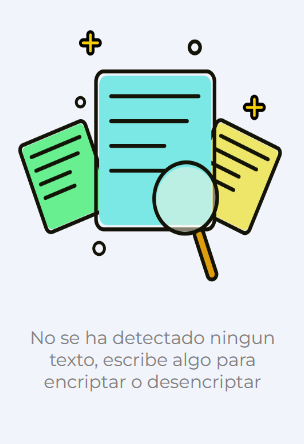 No se ha detectado ningun
texto, escribe algo para
encriptar o desencriptar